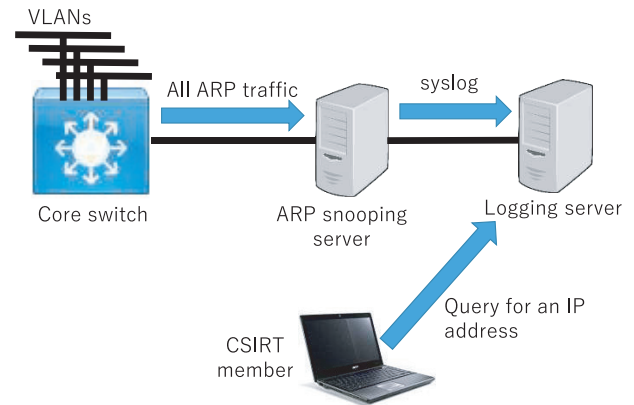 VLANs
All ARP traffic
syslog
Core switch
ARP snooping
server
Logging server
Query for an IP
address
CSIRT
member